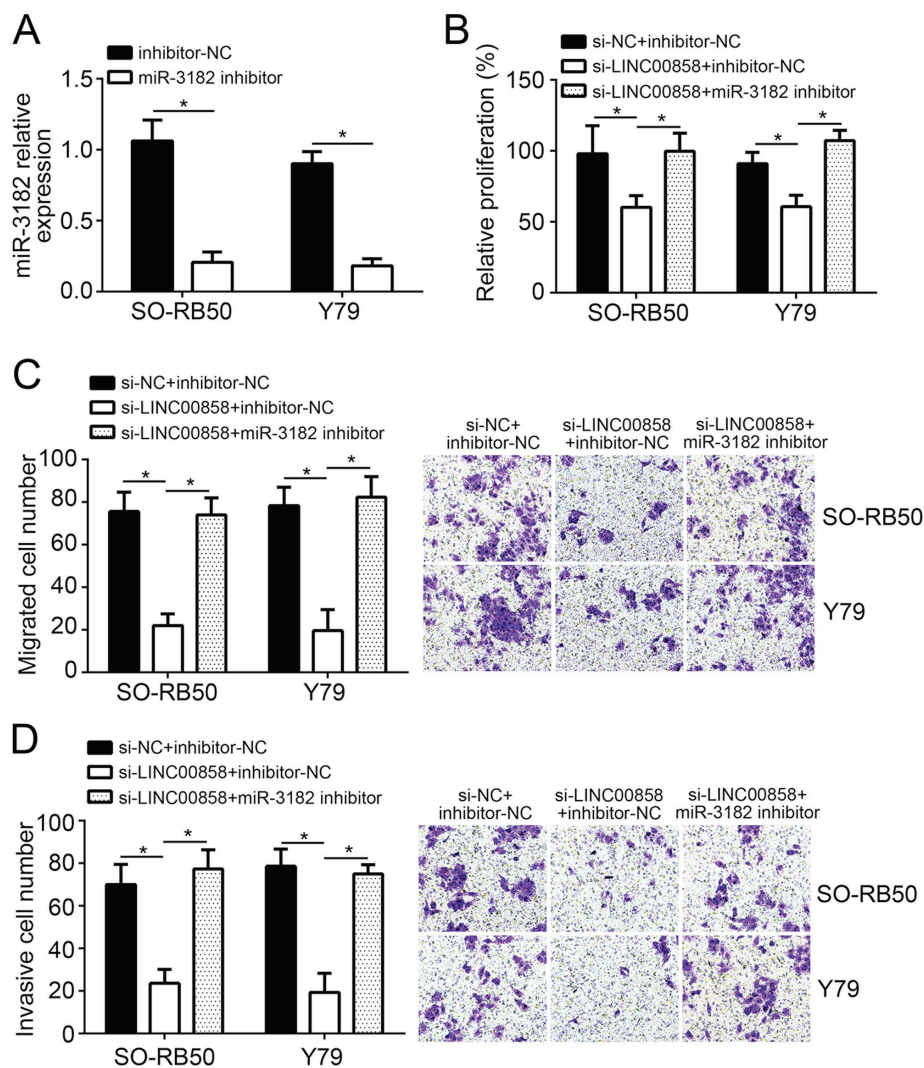 A
inhibitor-NC
miR-3182 inhibitor
miR-3182 relative
expression
1.5
1.0
0.5
0.0
*
*
SO-RB50
Y79
B
si-NC+inhibitor-NC
si-LINC00858+inhibitor-NC
si-LINC00858+miR-3182 inhibitor
Relative proliferation (%)
150
100
50
0
*
*
*
*
SO-RB50
Y79
C
si-NC+inhibitor-NC
si-LINC00858+inhibitor-NC
si-LINC00858+miR-3182 inhibitor
Migrated cell number
100
80
60
40
20
0
*
*
*
*
SO-RB50
Y79
si-NC+
inhibitor-NC
si-LINC00858
+inhibitor-NC
si-LINC00858+
miR-3182 inhibitor
SO-RB50
Y79
D
si-NC+inhibitor-NC
si-LINC00858+inhibitor-NC
si-LINC00858+miR-3182 inhibitor
Invasive cell number
100
80
60
40
20
0
*
*
*
*
SO-RB50
Y79
si-NC+
inhibitor-NC
si-LINC00858
+inhibitor-NC
si-LINC00858+
miR-3182 inhibitor
SO-RB50
Y79